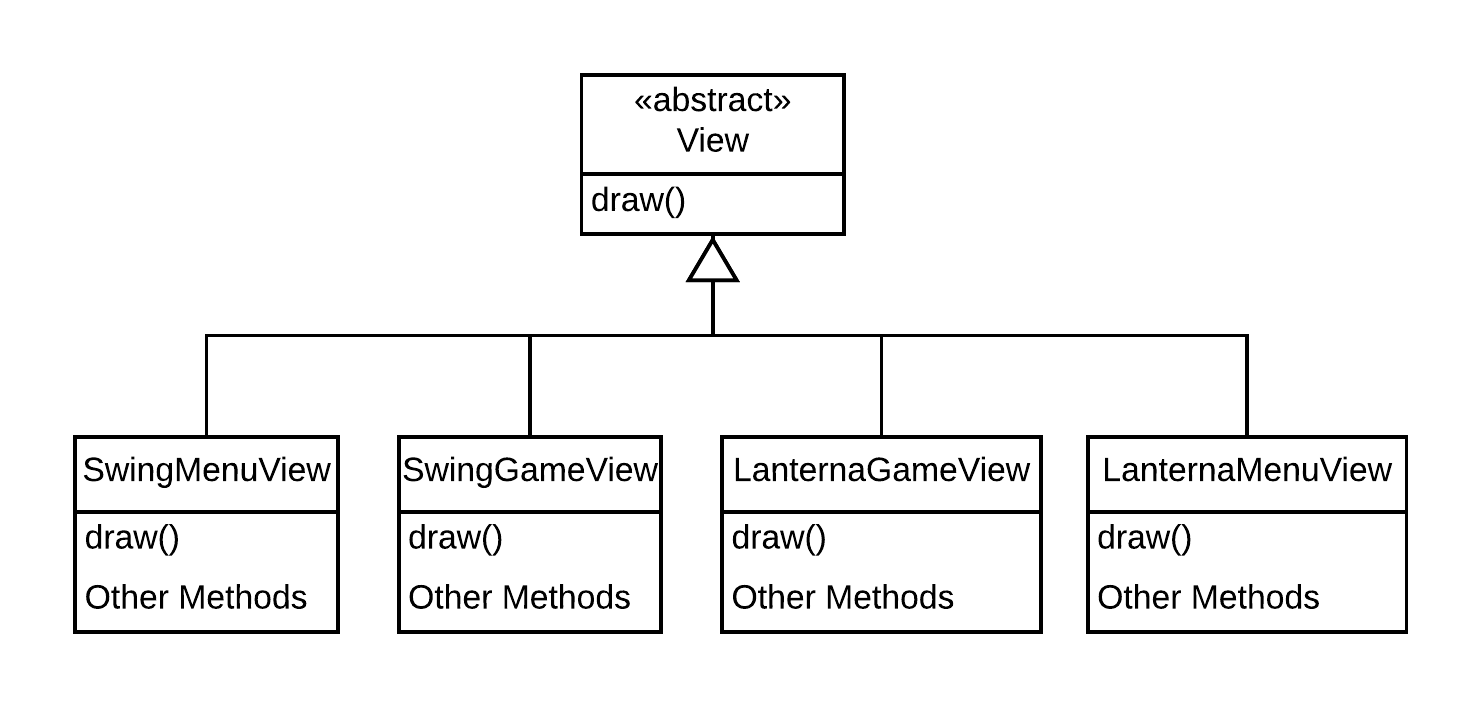 «abstract»
View
draw()
SwingMenuView
draw()
Other Methods
SwingGameView
draw()
Other Methods
LanternaGameView
draw()
Other Methods
LanternaMenuView
draw()
Other Methods